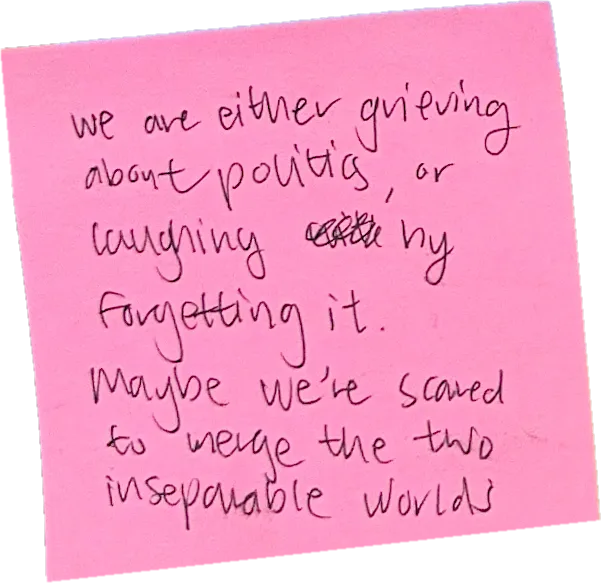 we are either grieving
about politics, or
laughing by
forgetting it.
Maybe we're scared
to merge the two
inseparable worlds